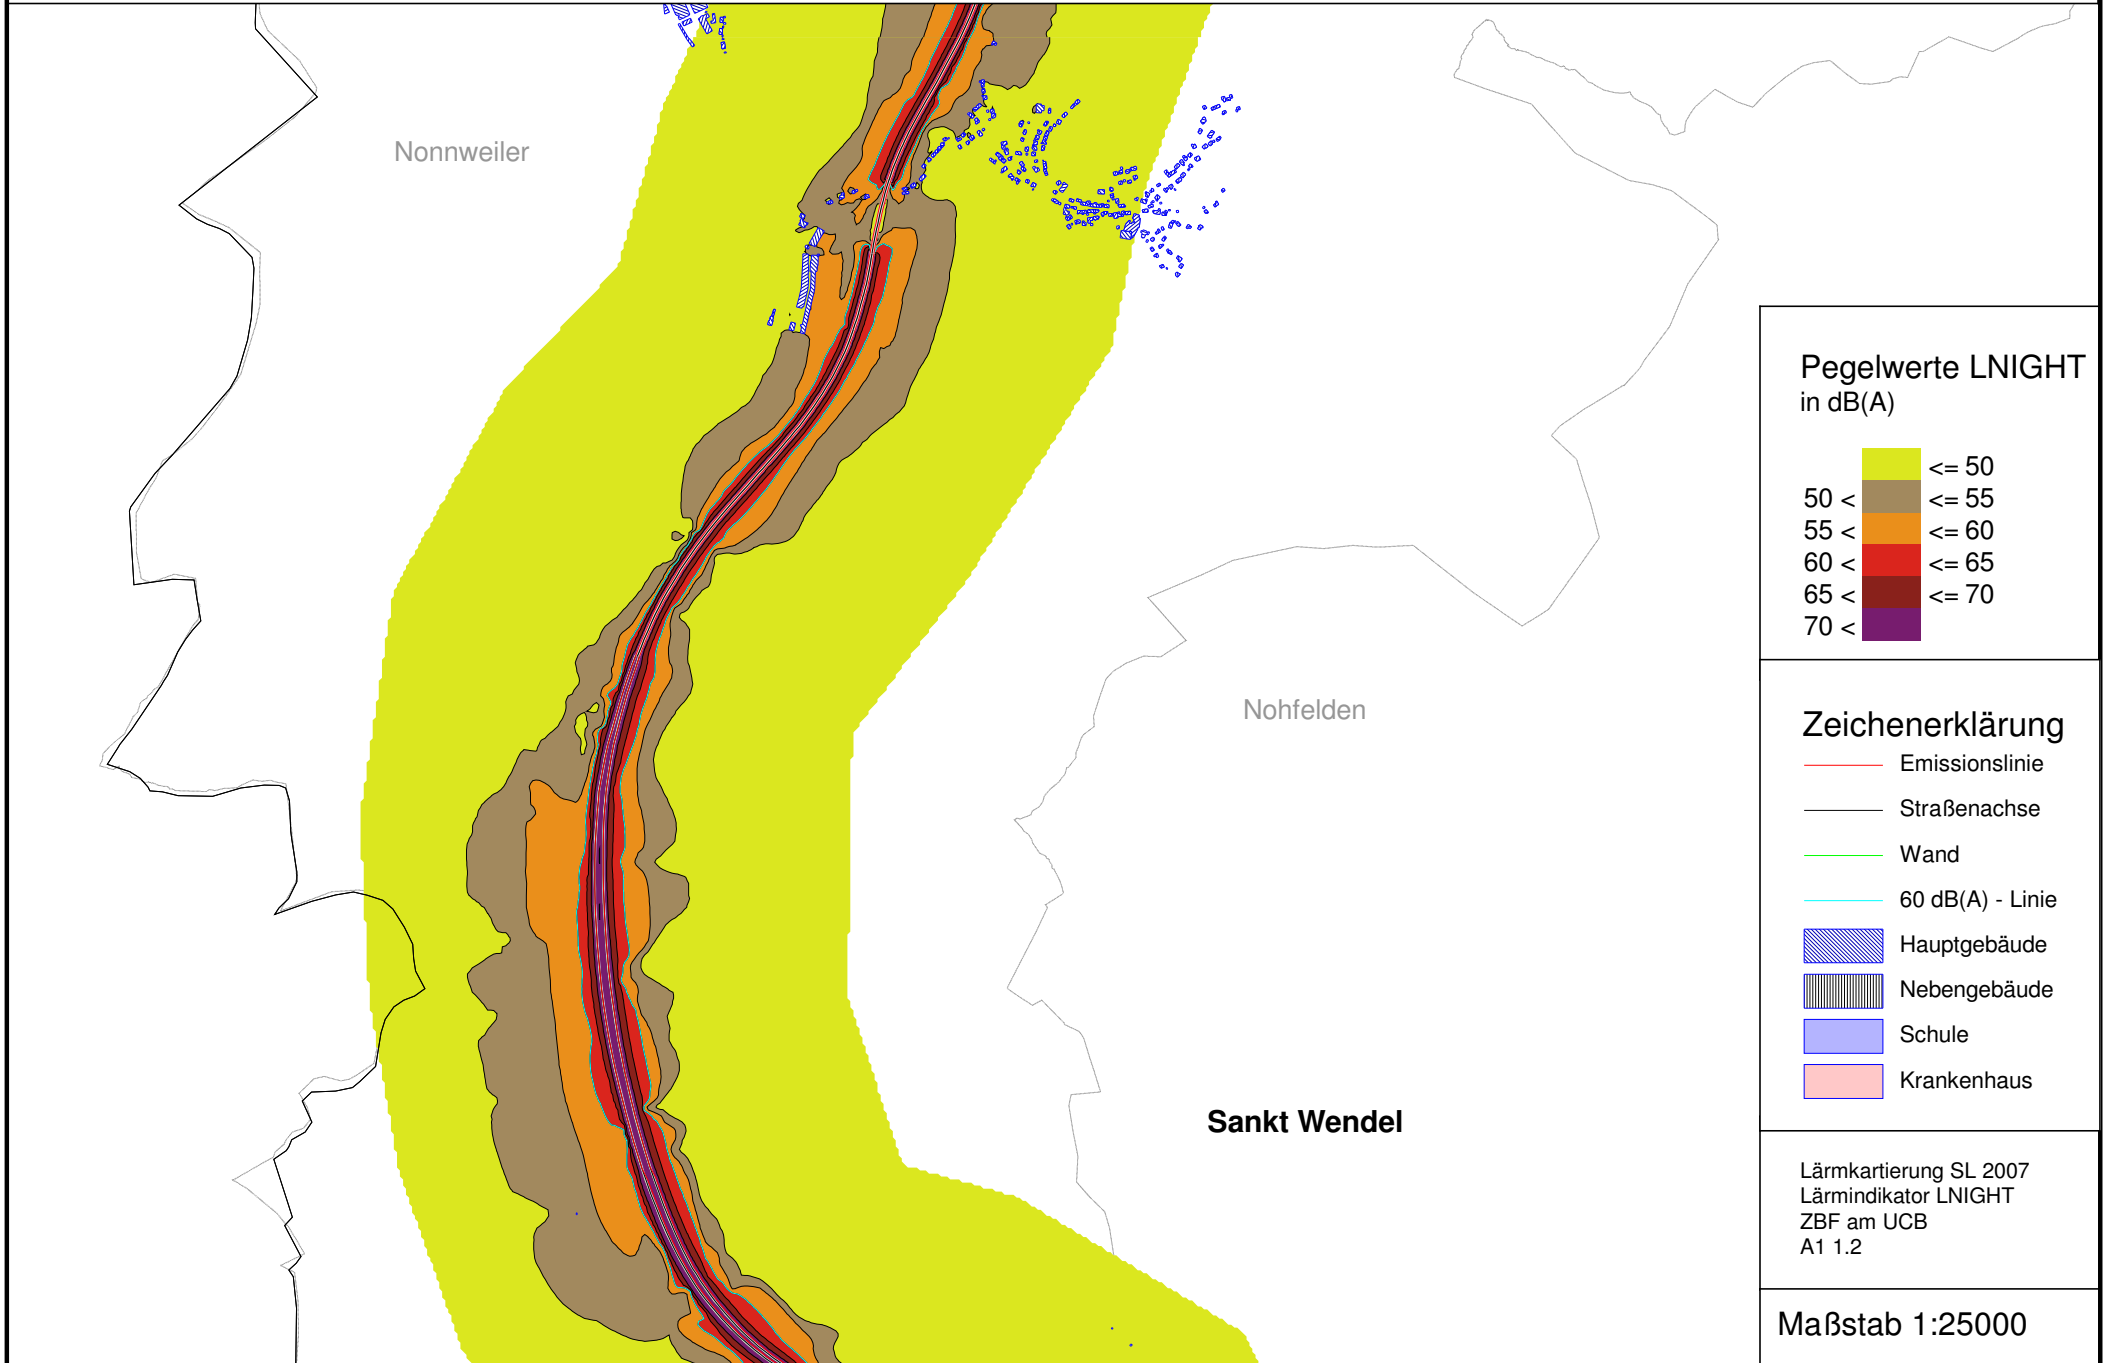 Nonnweiler
Nohfelden
Sankt Wendel
Pegelwerte LNIGHT
in dB(A)
<= 50
50 < <= 55
55 < <= 60
60 < <= 65
65 < <= 70
70 <
Zeichenerklärung
Emissionslinie
Straßenachse
Wand
60 dB(A) - Linie
Hauptgebäude
Nebengebäude
Schule
Krankenhaus
Lärmkartierung SL 2007
Lärmindikator LNIGHT
ZBF am UCB
A1 1.2
Maßstab 1:25000